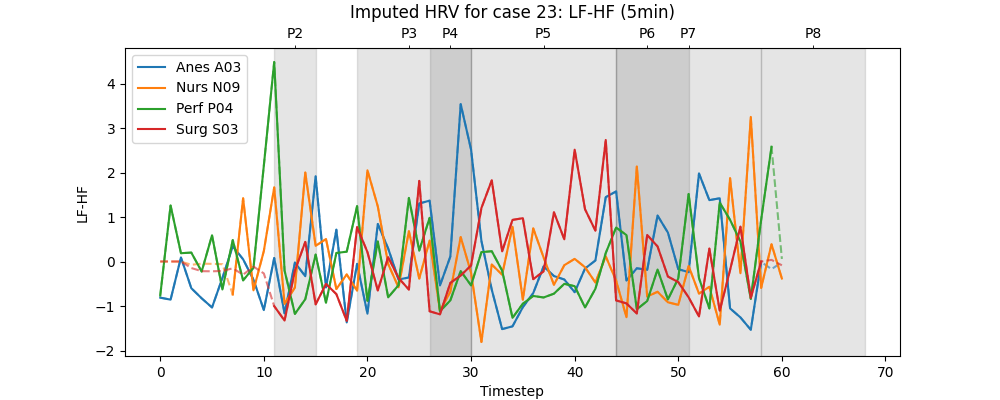 Imputed HRV for case 23: LF-HF (5min)
P2 P3 P4 P5 P6 P7 P8
Anes A03
Nurs N09
Perf P04
Surg S03
LF-HF
4
3
2
1
0
−1
−2
0 10 20 30 40 50 60 70
Timestep